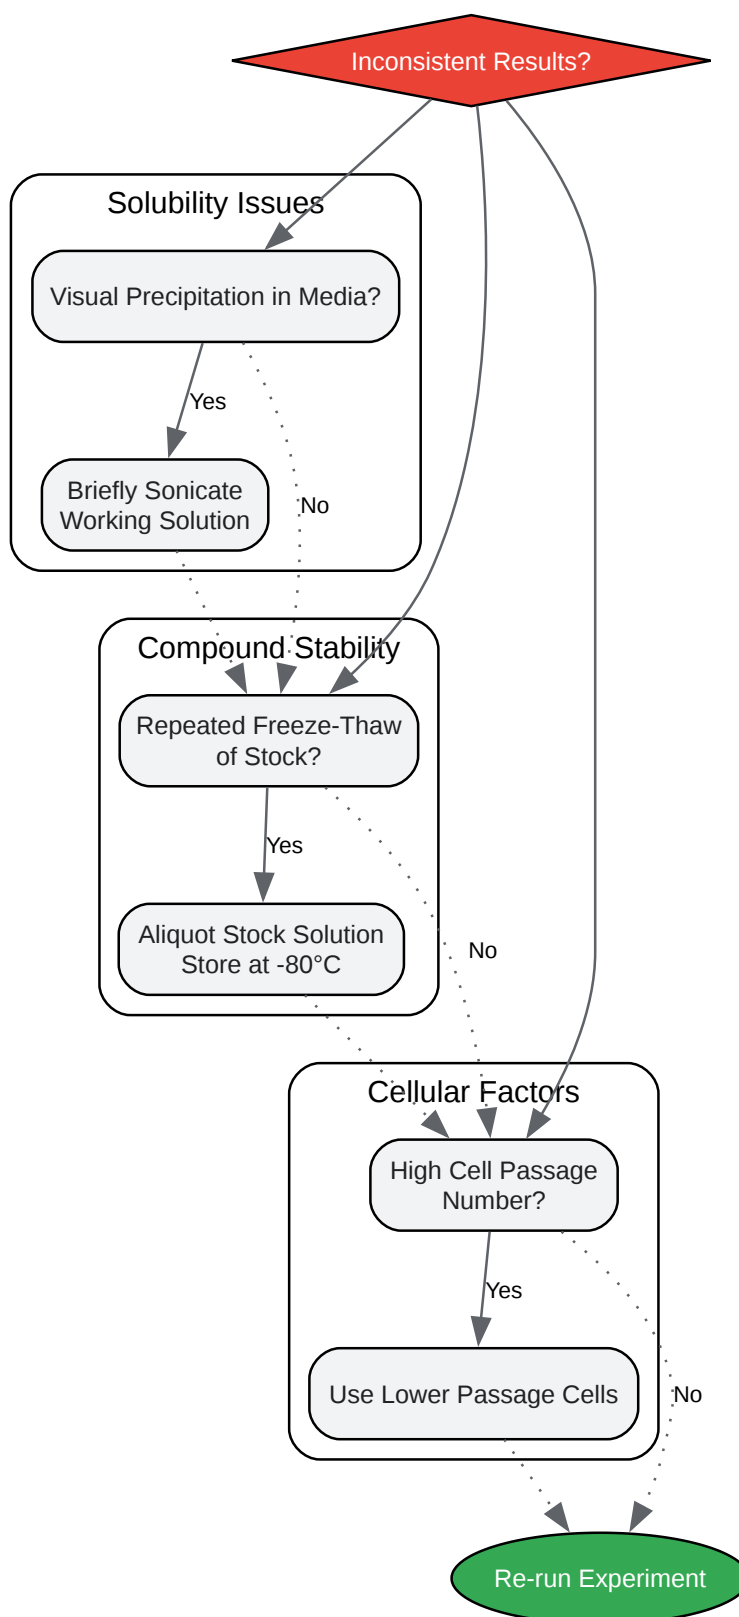 Inconsistent Results?
Solubility Issues
Visual Precipitation in Media?
Yes
Briefly Sonicate
Working Solution
No
Compound Stability
Repeated Freeze-Thaw
of Stock?
Yes
Aliquot Stock Solution
Store at -80°C
No
Cellular Factors
High Cell Passage
Number?
Yes
Use Lower Passage Cells
No
Re-run Experiment